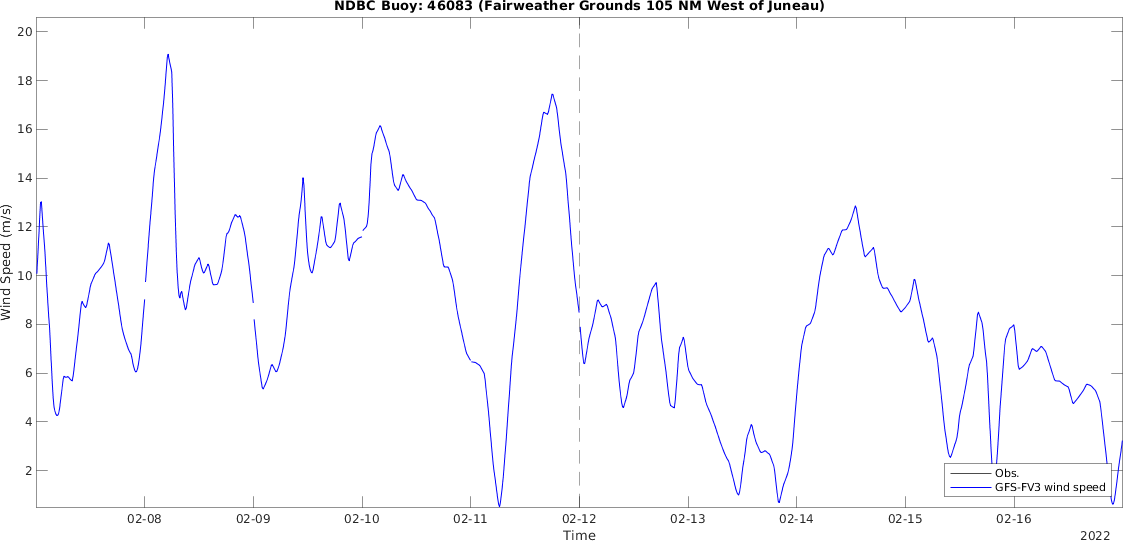 NDBC Buoy: 46083 (Fairweather Grounds 105 NM West of Juneau)
20
18
16
14
12
10
8
6
4
2
Wind Speed (m/s)
Obs.
GFS-FV3 wind speed
02-08 02-09 02-10 02-11 02-12 02-13 02-14 02-15 02-16
Time
2022